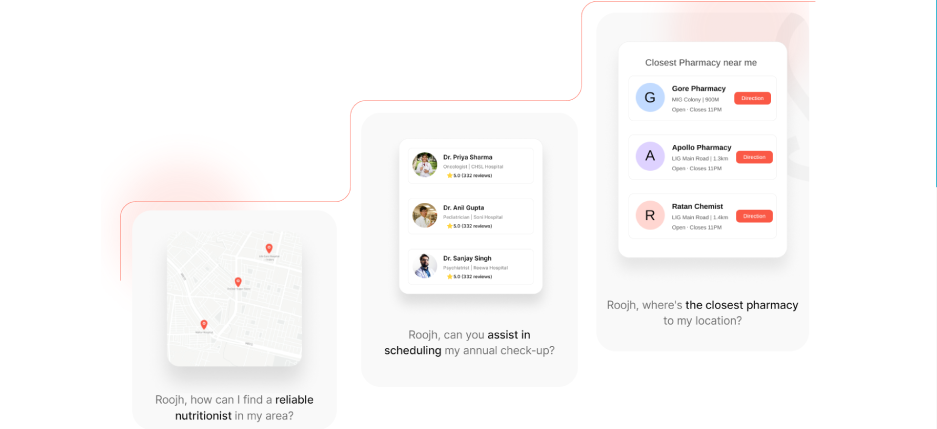 Roojh, how can I find a reliable
nutritionist in my area?
Dr. Priya Sharma
Oncologist | CHSL Hospital
5.0 (332 reviews)
Dr. Anil Gupta
Pediatrician | Soni Hospital
5.0 (332 reviews)
Dr. Sanjay Singh
Psychiatrist | Reewa Hospital
5.0 (332 reviews)
Roojh, can you assist in
scheduling my annual check-up?
Closest Pharmacy near me
G
Gore Pharmacy
MIG Colony | 900M
Open · Closes 11PM
Direction
A
Apollo Pharmacy
LIG Main Road | 1.3km
Open · Closes 11PM
Direction
R
Ratan Chemist
LIG Main Road | 1.4km
Open · Closes 11PM
Direction
Roojh, where's the closest pharmacy
to my location?